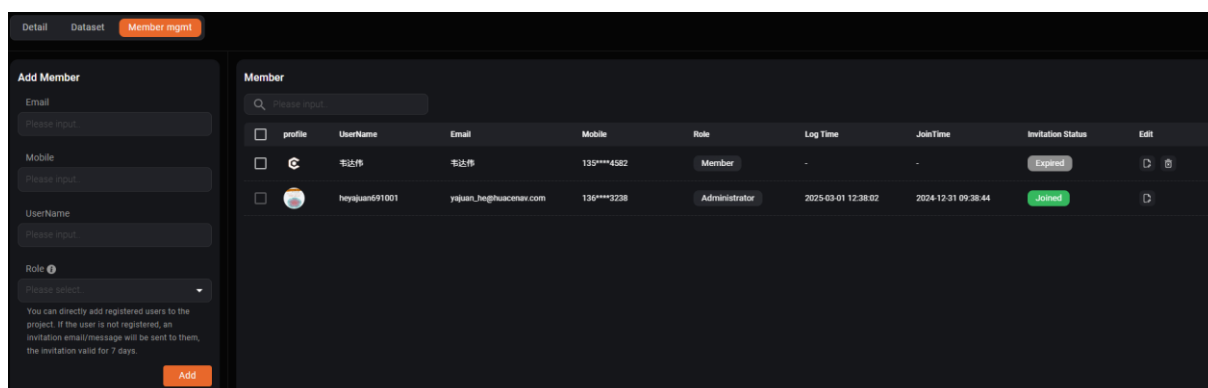 Detail Dataset Member mgmt
Add Member
Email
Please input..
Mobile
Please input..
UserName
Please input..
Role
Please select..
You can directly add registered users to the
project. If the user is not registered, an
invitation email/message will be sent to them,
the invitation valid for 7 days.
Add
Member
Please input..
profile UserName Email Mobile Role Log Time JoinTime Invitation Status Edit
韦达伟 韦达伟 135****4582 Member - - Expired
heyajuan691001 yajuan_he@huacenav.com 136****3238 Administrator 2025-03-01 12:38:02 2024-12-31 09:38:44 Joined